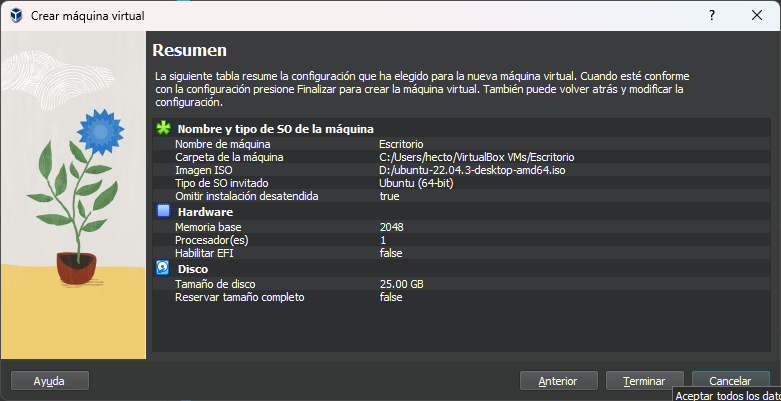 Crear máquina virtual
Resumen
La siguiente tabla resume la configuración que ha elegido para la nueva máquina virtual. Cuando esté conforme
con la configuración presione Finalizar para crear la máquina virtual. También puede volver atrás y modificar la
configuración.
Nombre y tipo de SO de la máquina
Nombre de máquina Escritorio
Carpeta de la máquina C:/Users/hecto/VirtualBox VMs/Escritorio
Imagen ISO D:/ubuntu-22.04.3-desktop-amd64.iso
Tipo de SO invitado Ubuntu (64-bit)
Omitir instalación desatendida true
Hardware
Memoria base 2048
Procesador(es) 1
Habilitar EFI false
Disco
Tamaño de disco 25.00 GB
Reservar tamaño completo false
Ayuda Anterior Terminar Cancelar
Aceptar todos los